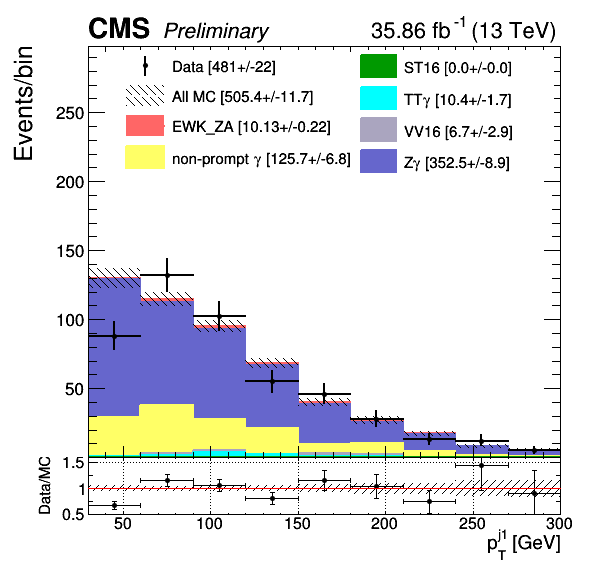 CMS Preliminary 35.86 fb⁻¹ (13 TeV)
Events/bin
Data [481+/-22]
All MC [505.4+/-11.7]
EWK_ZA [10.13+/-0.22]
non-prompt γ [125.7+/-6.8]
ST16 [0.0+/-0.0]
TTγ [10.4+/-1.7]
VV16 [6.7+/-2.9]
Zγ [352.5+/-8.9]
250
200
150
100
50
Data/MC
1.5
1
0.5
50 100 150 200 250 300
p_T^j1 [GeV]